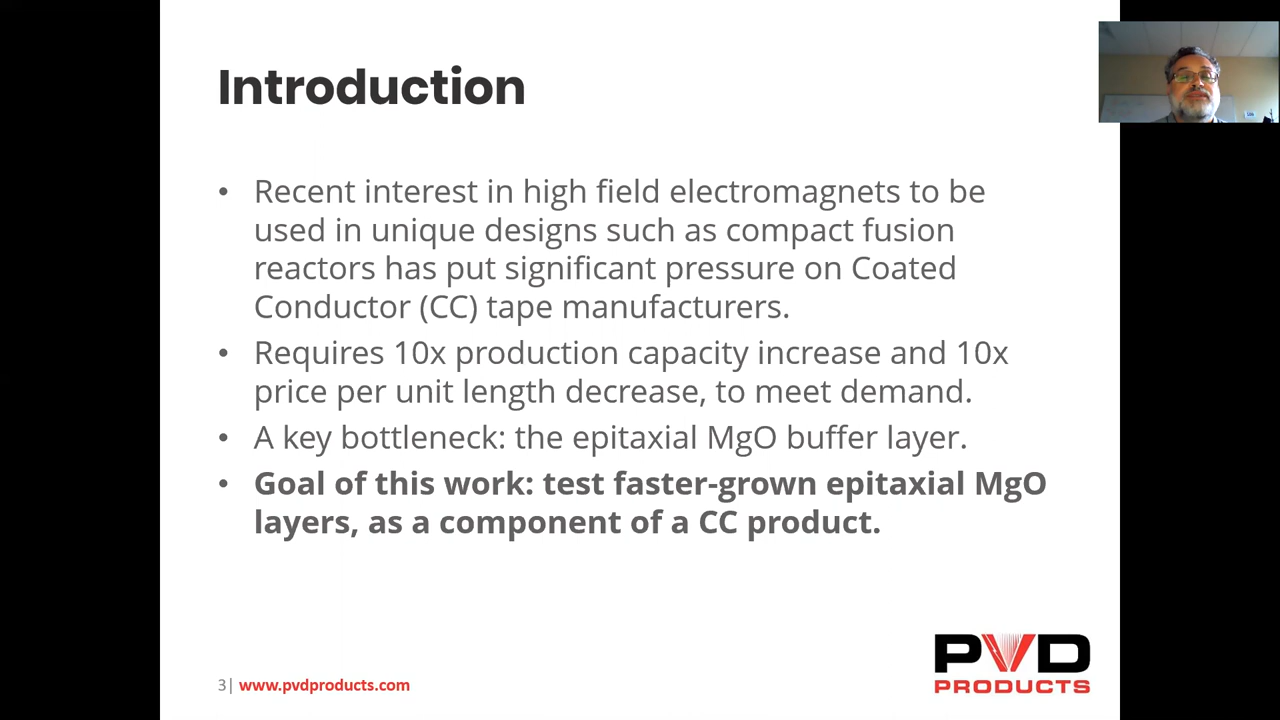 Introduction
• Recent interest in high field electromagnets to be
used in unique designs such as compact fusion
reactors has put significant pressure on Coated
Conductor (CC) tape manufacturers.
• Requires 10x production capacity increase and 10x
price per unit length decrease, to meet demand.
• A key bottleneck: the epitaxial MgO buffer layer.
• Goal of this work: test faster-grown epitaxial MgO
layers, as a component of a CC product.
3| www.pvdproducts.com
PVD
PRODUCTS